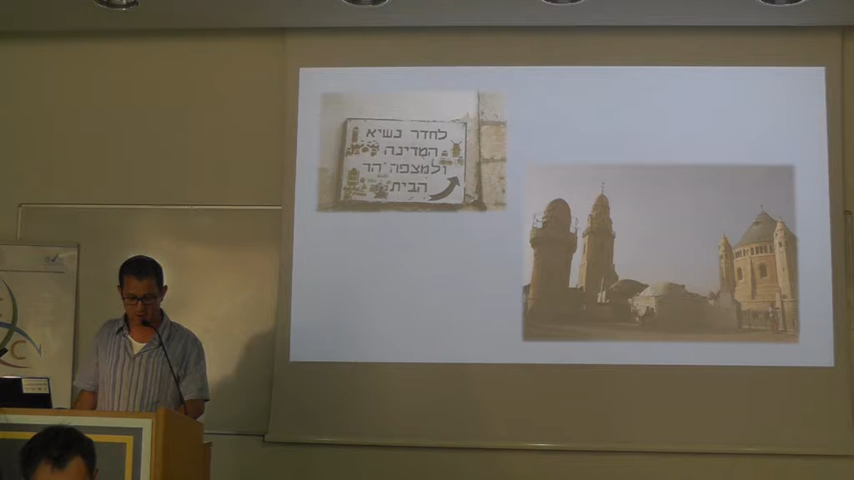 לחדר נשיא
המדינה
ולמצפה הר
הבית